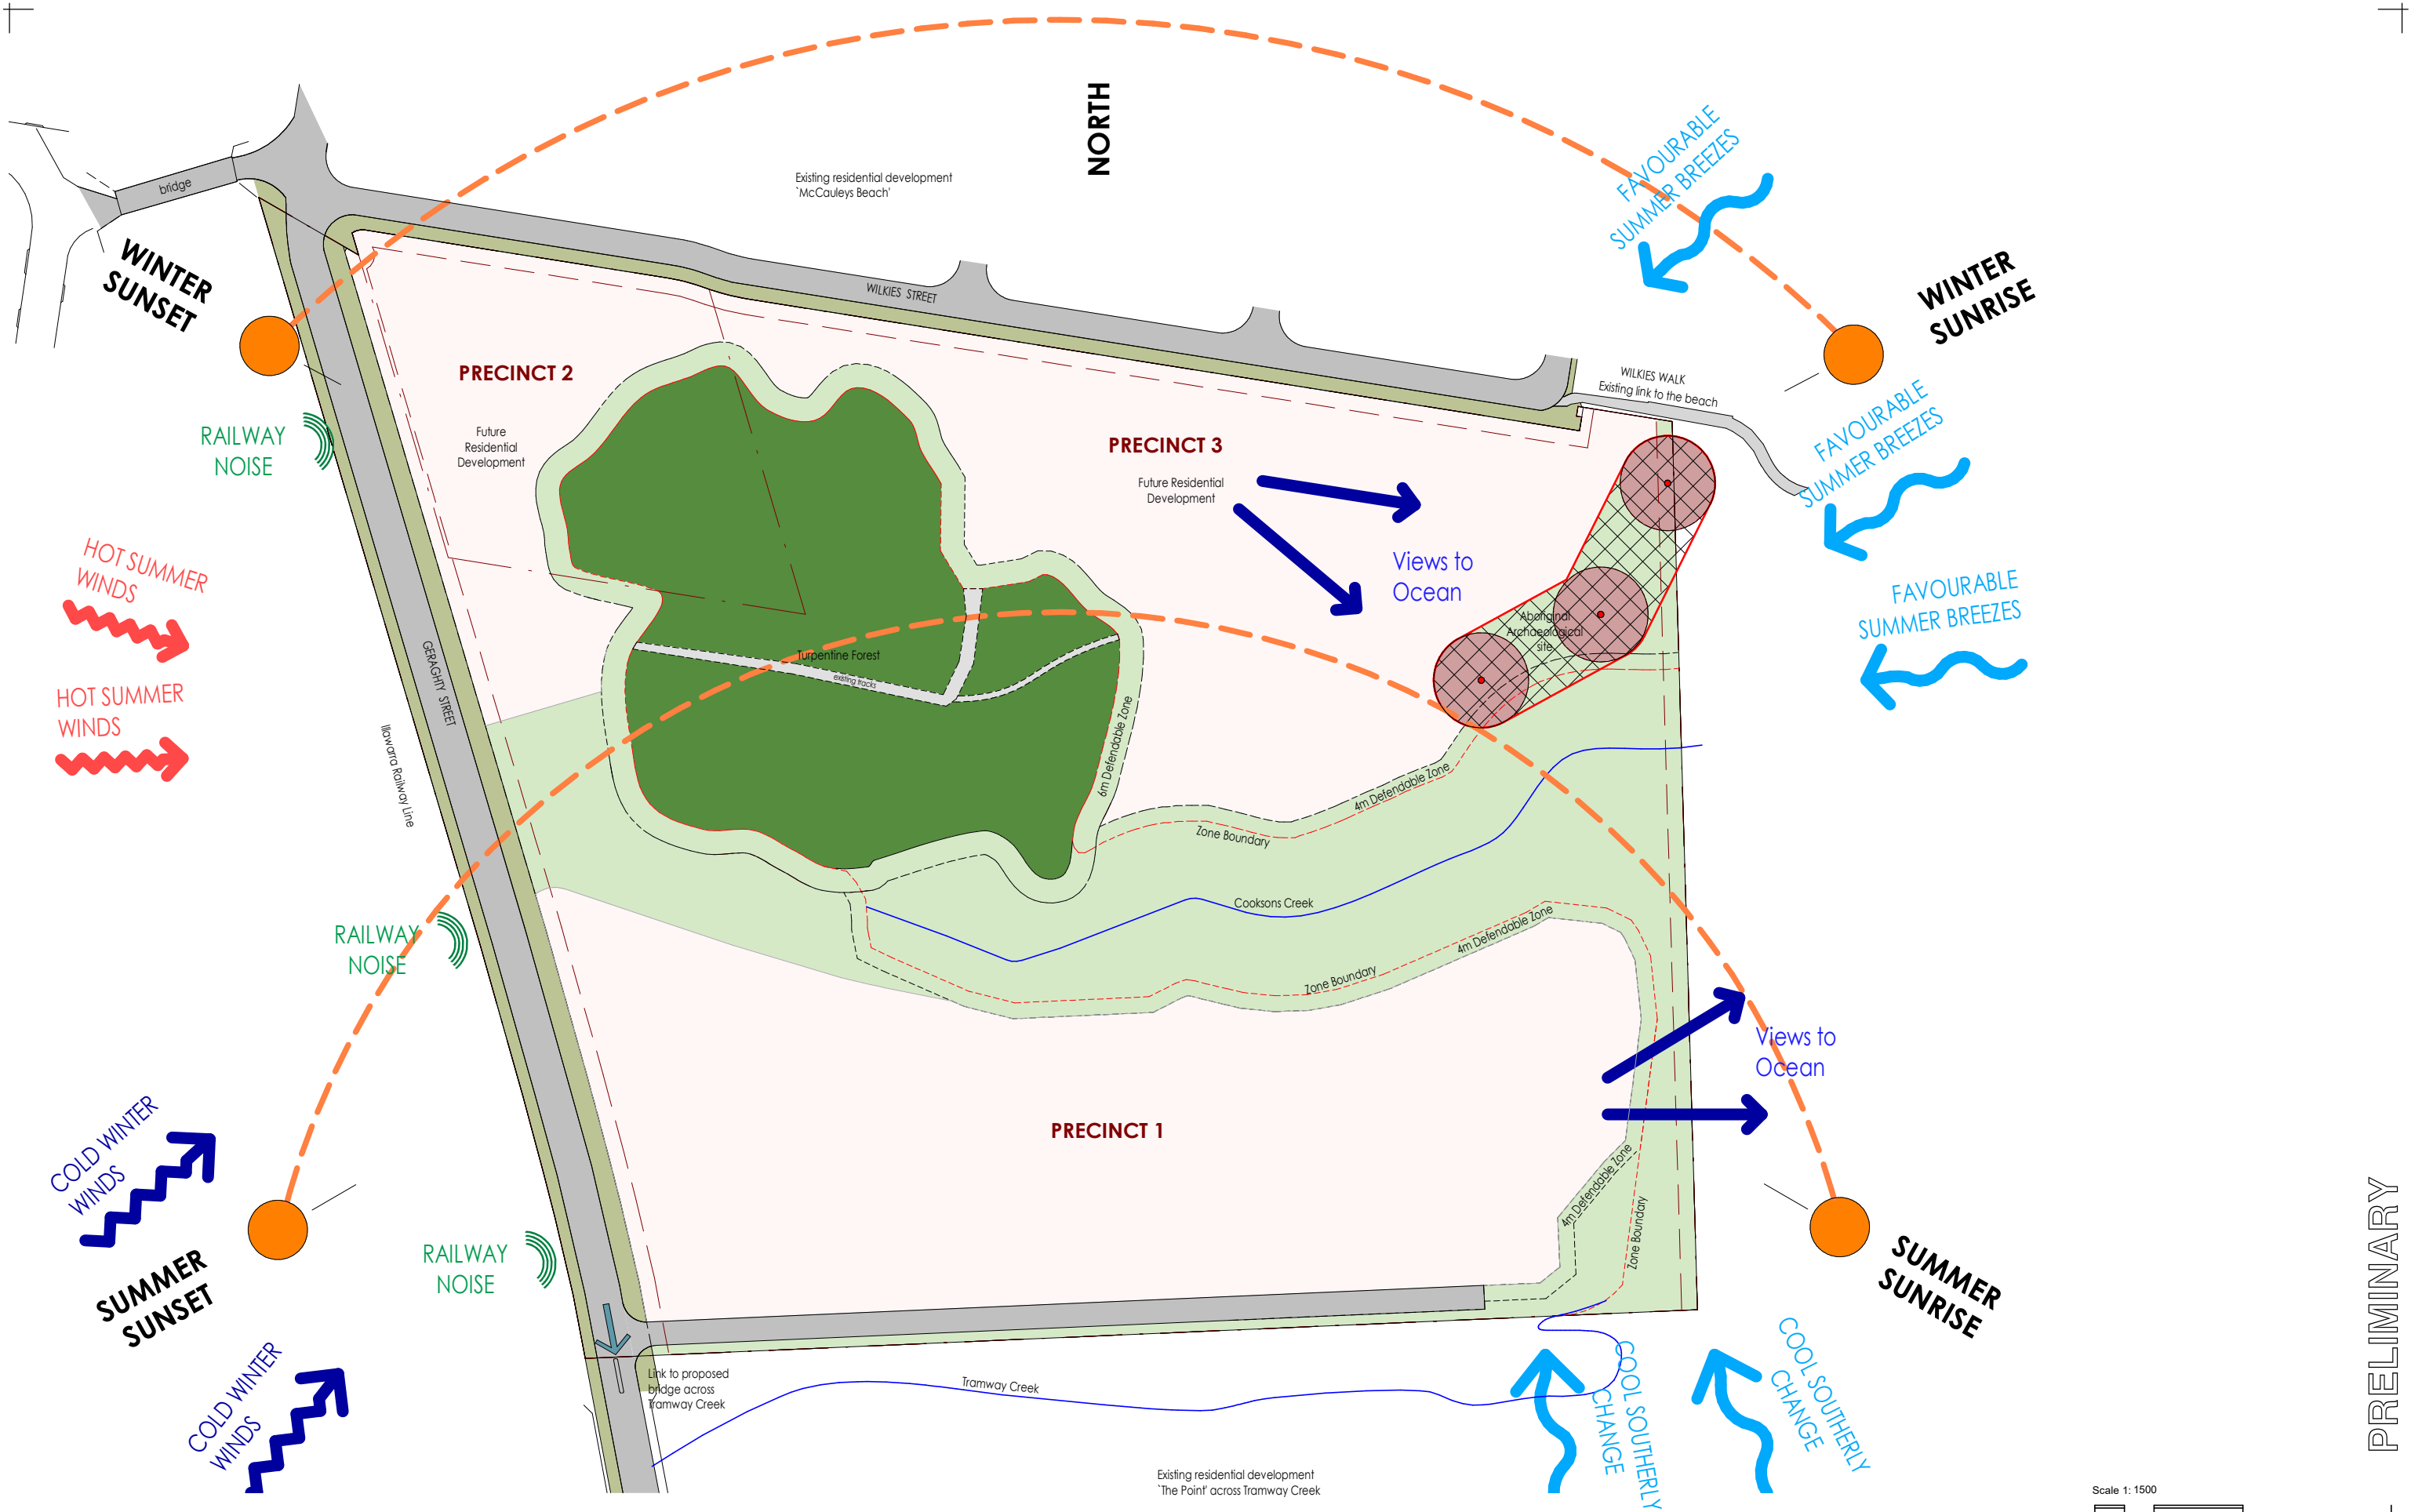 NORTH
FAVOURABLE
SUMMER BREEZES
Existing residential development
`McCauleys Beach'
bridge
WINTER
SUNSET
WINTER
SUNRISE
WILKIES STREET
PRECINCT 2
WILKIES WALK
Existing link to the beach
FAVOURABLE
SUMMER BREEZES
RAILWAY
NOISE
Future
Residential
Development
PRECINCT 3
Future Residential
Development
HOT SUMMER
WINDS
Views to
Ocean
FAVOURABLE
SUMMER BREEZES
Aboriginal
Archaeological
site
Turpentine Forest
existing tracks
GERAGHTY STREET
HOT SUMMER
WINDS
Illawarra Railway Line
6m Defendable Zone
4m Defendable Zone
Zone Boundary
Cooksons Creek
4m Defendable Zone
Zone Boundary
RAILWAY
NOISE
Views to
Ocean
PRECINCT 1
COLD WINTER
WINDS
4m Defendable Zone
Zone Boundary
RAILWAY
NOISE
SUMMER
SUNSET
SUMMER
SUNRISE
COLD WINTER
WINDS
Link to proposed
bridge across
Tramway Creek
Tramway Creek
COOL SOUTHERLY
CHANGE
COOL SOUTHERLY
CHANGE
Existing residential development
`The Point' across Tramway Creek
PRELIMINARY
Scale 1: 1500